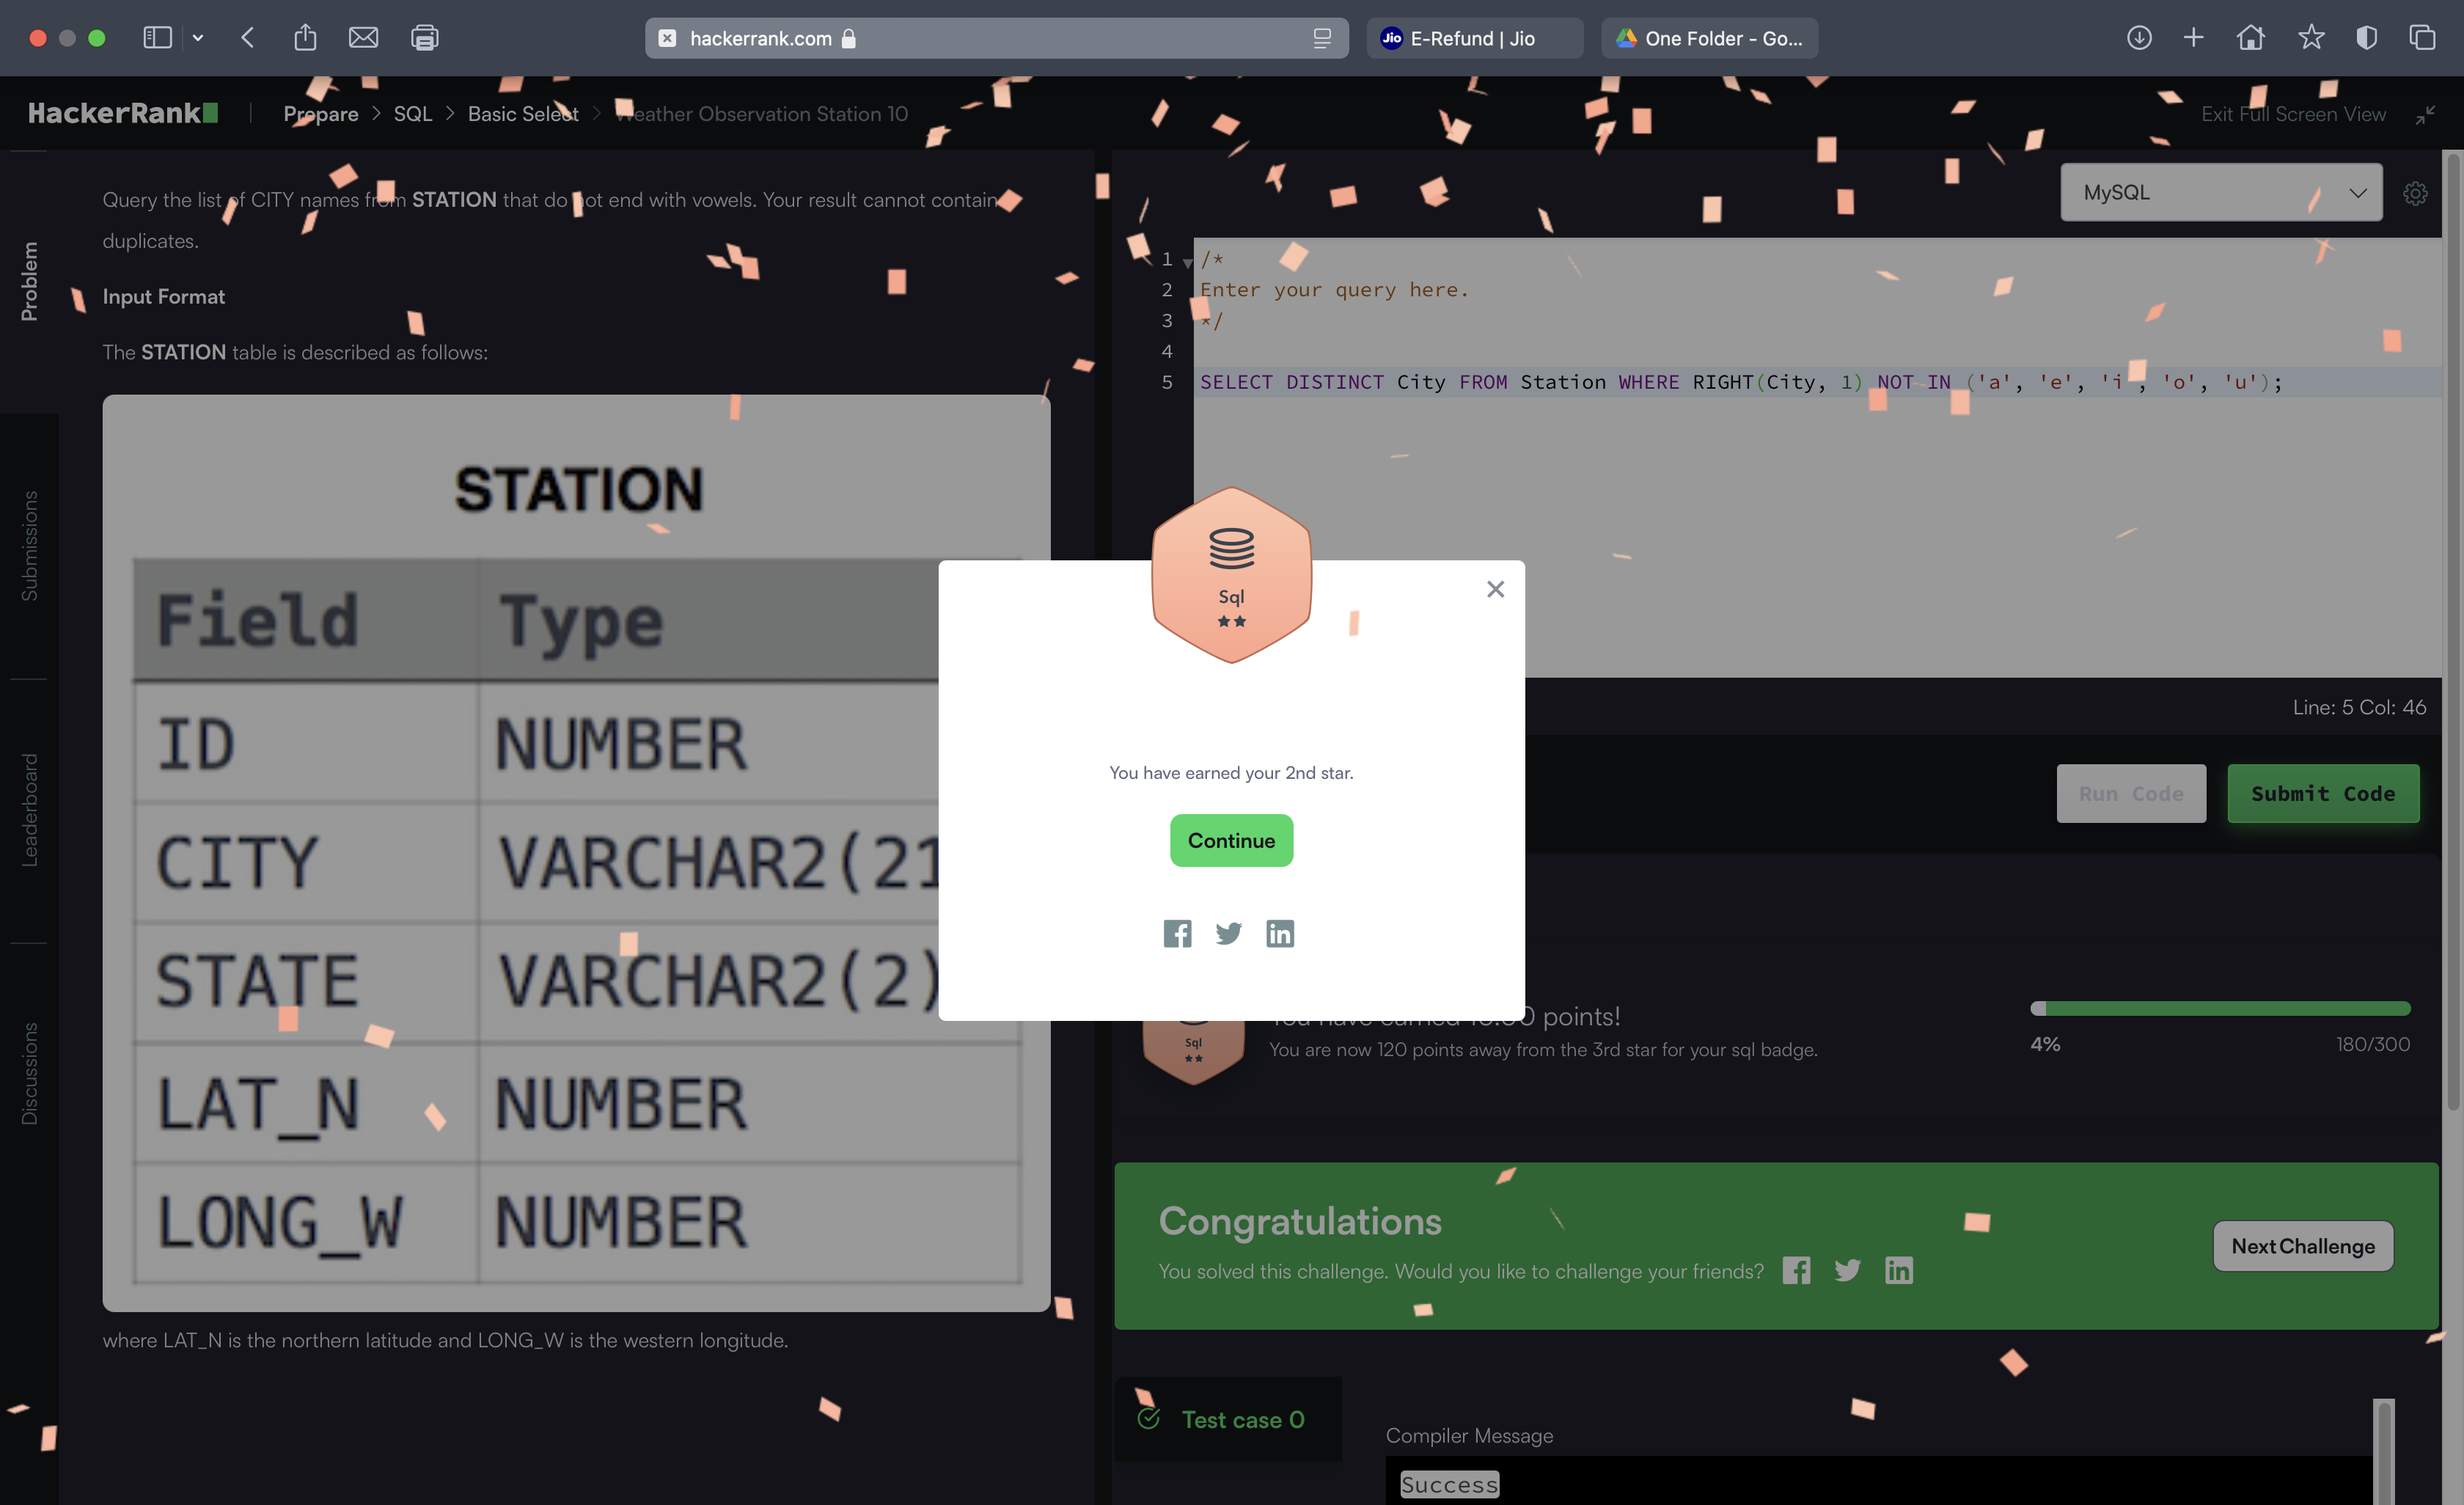 hackerrank.com
Jio E-Refund | Jio
One Folder - Go...
HackerRank
Prepare > SQL > Basic Select > Weather Observation Station 10
Exit Full Screen View
Problem
Submissions
Leaderboard
Discussions
Query the list of CITY names from STATION that do not end with vowels. Your result cannot contain
duplicates.
Input Format
The STATION table is described as follows:
STATION
Field Type
ID NUMBER
CITY VARCHAR2(21
STATE VARCHAR2(2)
LAT_N NUMBER
LONG_W NUMBER
where LAT_N is the northern latitude and LONG_W is the western longitude.
MySQL
1 /*
2 Enter your query here.
3 */
4
5 SELECT DISTINCT City FROM Station WHERE RIGHT(City, 1) NOT IN ('a', 'e', 'i', 'o', 'u');
Line: 5 Col: 46
Run Code
Submit Code
Sql
You have earned your 2nd star.
Continue
Sql
You have earned points!
You are now 120 points away from the 3rd star for your sql badge.
4%
180/300
Congratulations
You solved this challenge. Would you like to challenge your friends?
Next Challenge
Test case 0
Compiler Message
Success